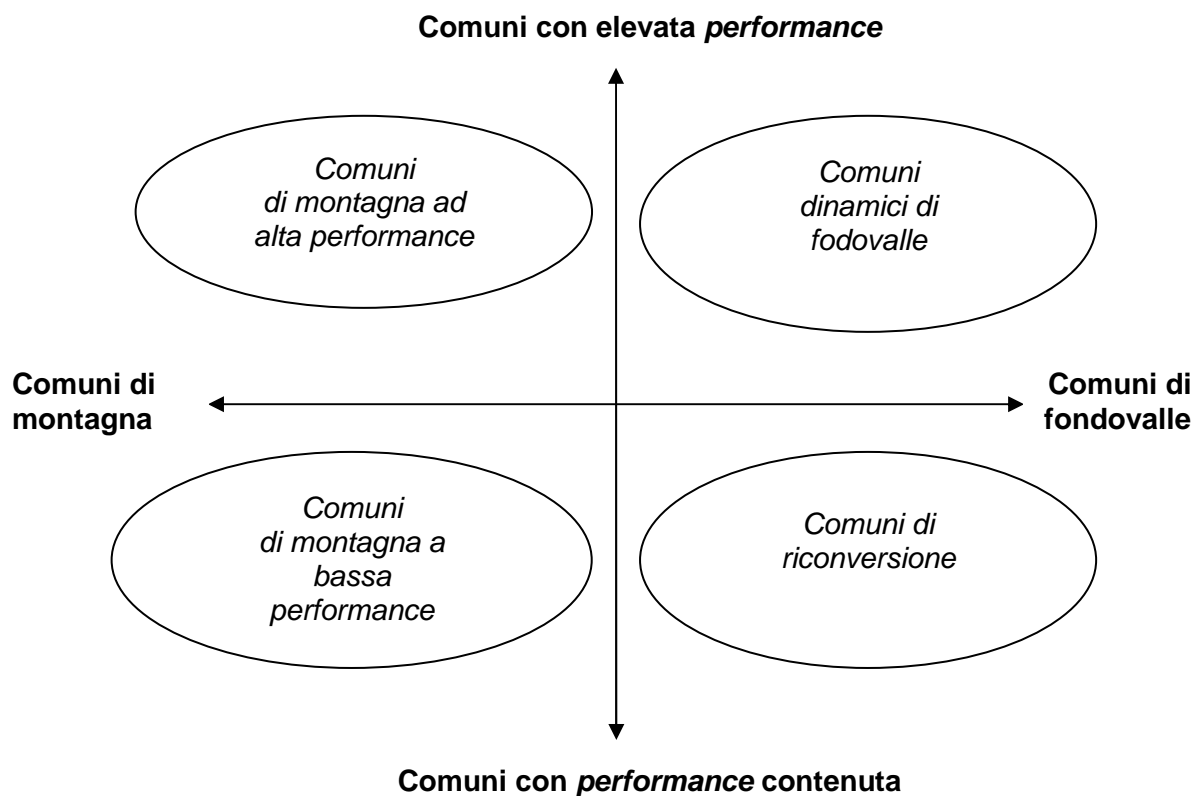 Comuni con elevata performance
Comuni
di montagna ad
alta performance
Comuni
dinamici di
fodovalle
Comuni di
montagna
Comuni di
fondovalle
Comuni
di montagna a
bassa
performance
Comuni di
riconversione
Comuni con performance contenuta